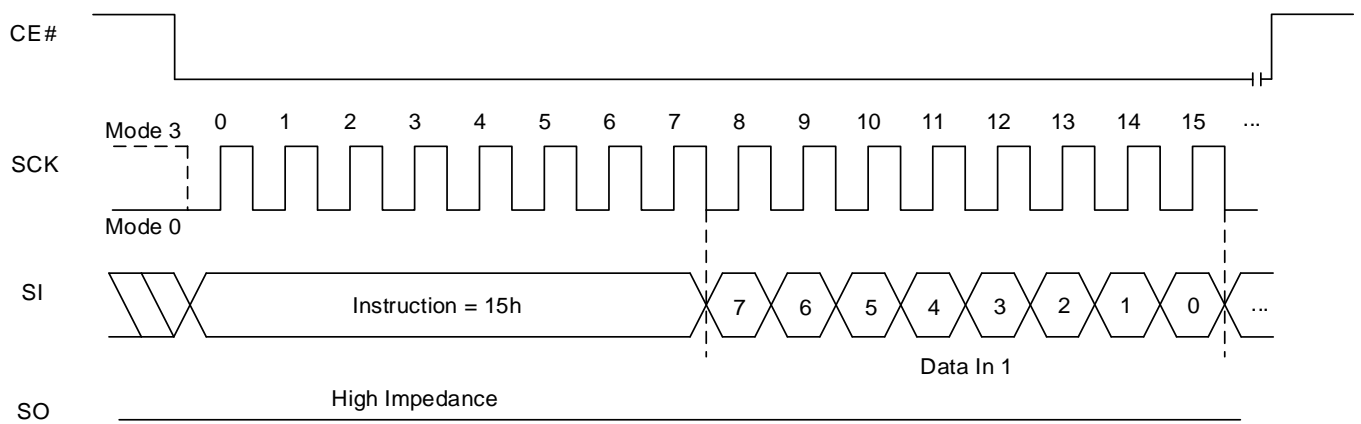 CE#
Mode 3 0 1 2 3 4 5 6 7 8 9 10 11 12 13 14 15 ...
SCK
Mode 0
SI Instruction = 15h 7 6 5 4 3 2 1 0 ...
Data In 1
High Impedance
SO